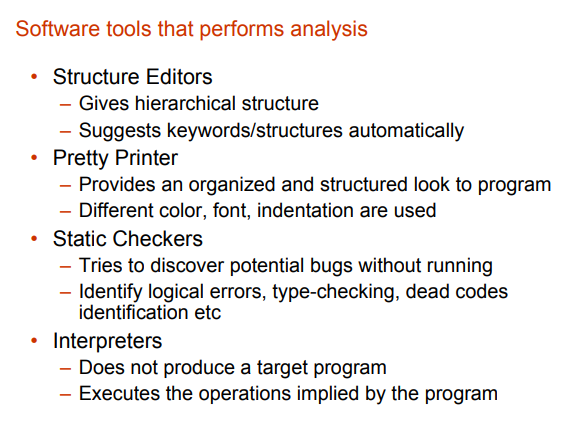 Software tools that performs analysis
• Structure Editors
– Gives hierarchical structure
– Suggests keywords/structures automatically
• Pretty Printer
– Provides an organized and structured look to program
– Different color, font, indentation are used
• Static Checkers
– Tries to discover potential bugs without running
– Identify logical errors, type-checking, dead codes
identification etc
• Interpreters
– Does not produce a target program
– Executes the operations implied by the program